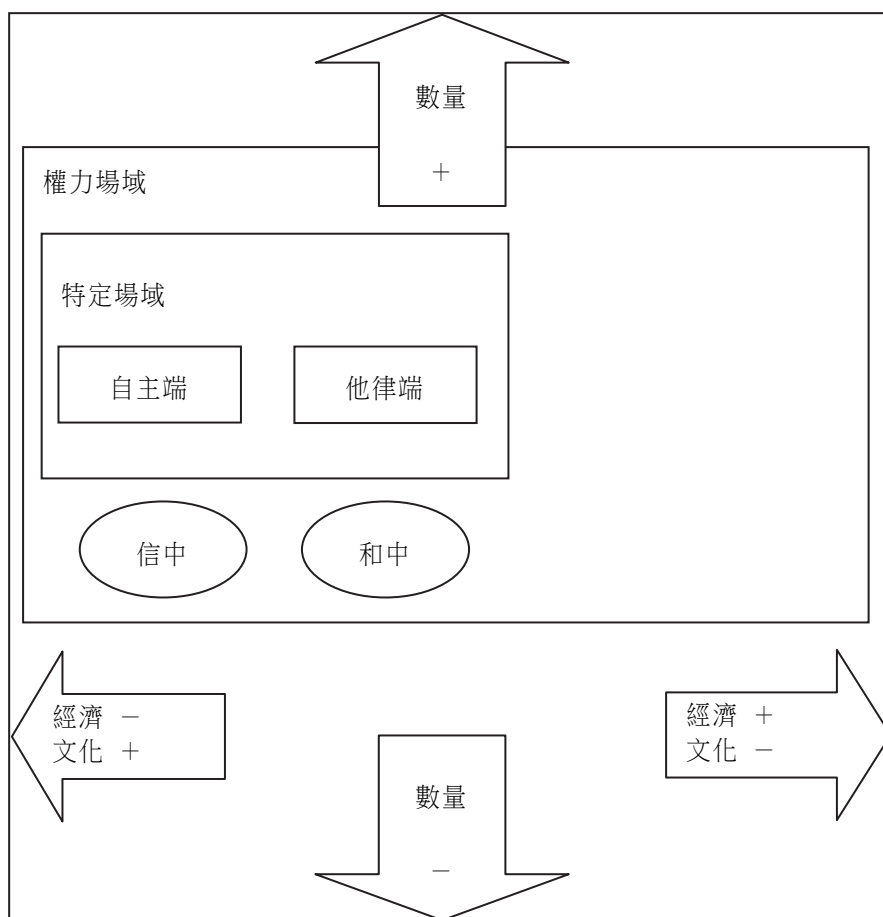 數量
＋
權力場域
特定場域
自主端
他律端
信中
和中
經濟 －
文化 ＋
經濟 ＋
文化 －
數量
－